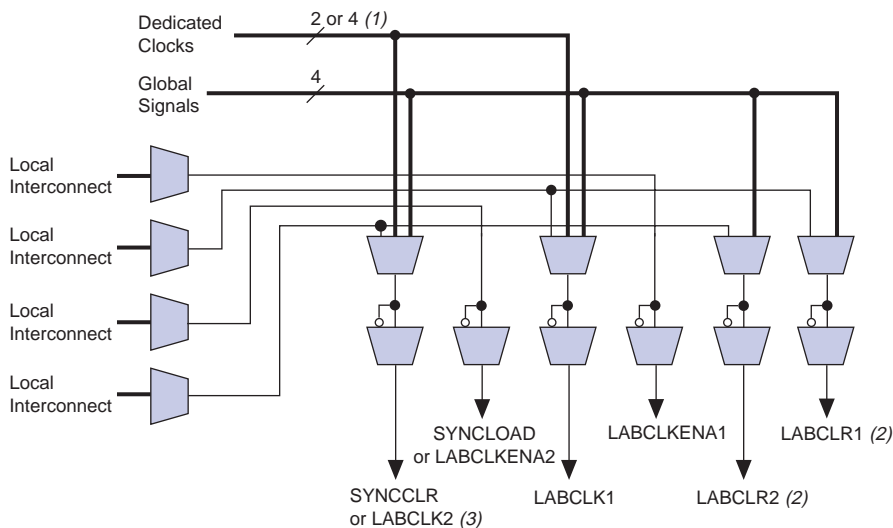 Dedicated
Clocks
2 or 4 (1)
Global
Signals
4
Local
Interconnect
Local
Interconnect
Local
Interconnect
Local
Interconnect
SYNCLOAD
or LABCLKENA2
LABCLKENA1
LABCLR1 (2)
SYNCCLR
or LABCLK2 (3)
LABCLK1
LABCLR2 (2)